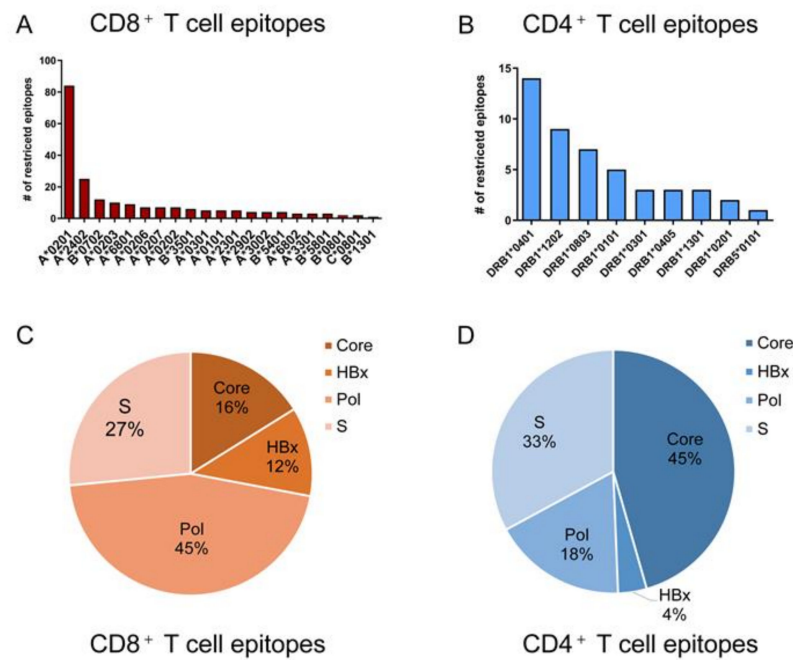 A
CD8+ T cell epitopes
# of restricetd epitopes
100
80
60
40
20
0
A*0201
A*2402
B*0702
A*0203
A*6801
A*0206
A*0207
A*0202
B*3501
A*0301
A*0101
A*2301
A*2902
A*3002
B*5401
A*6802
A*3301
B*5801
B*0801
C*0801
B*1301
B
CD4+ T cell epitopes
# of restricetd epitopes
15
10
5
0
DRB1*0401
DRB1*1202
DRB1*0803
DRB1*0101
DRB1*0301
DRB1*0405
DRB1*1301
DRB1*0201
DRB5*0101
C
Core
HBx
Pol
S
Core
16%
HBx
12%
Pol
45%
S
27%
CD8+ T cell epitopes
D
Core
HBx
Pol
S
Core
45%
HBx
4%
Pol
18%
S
33%
CD4+ T cell epitopes